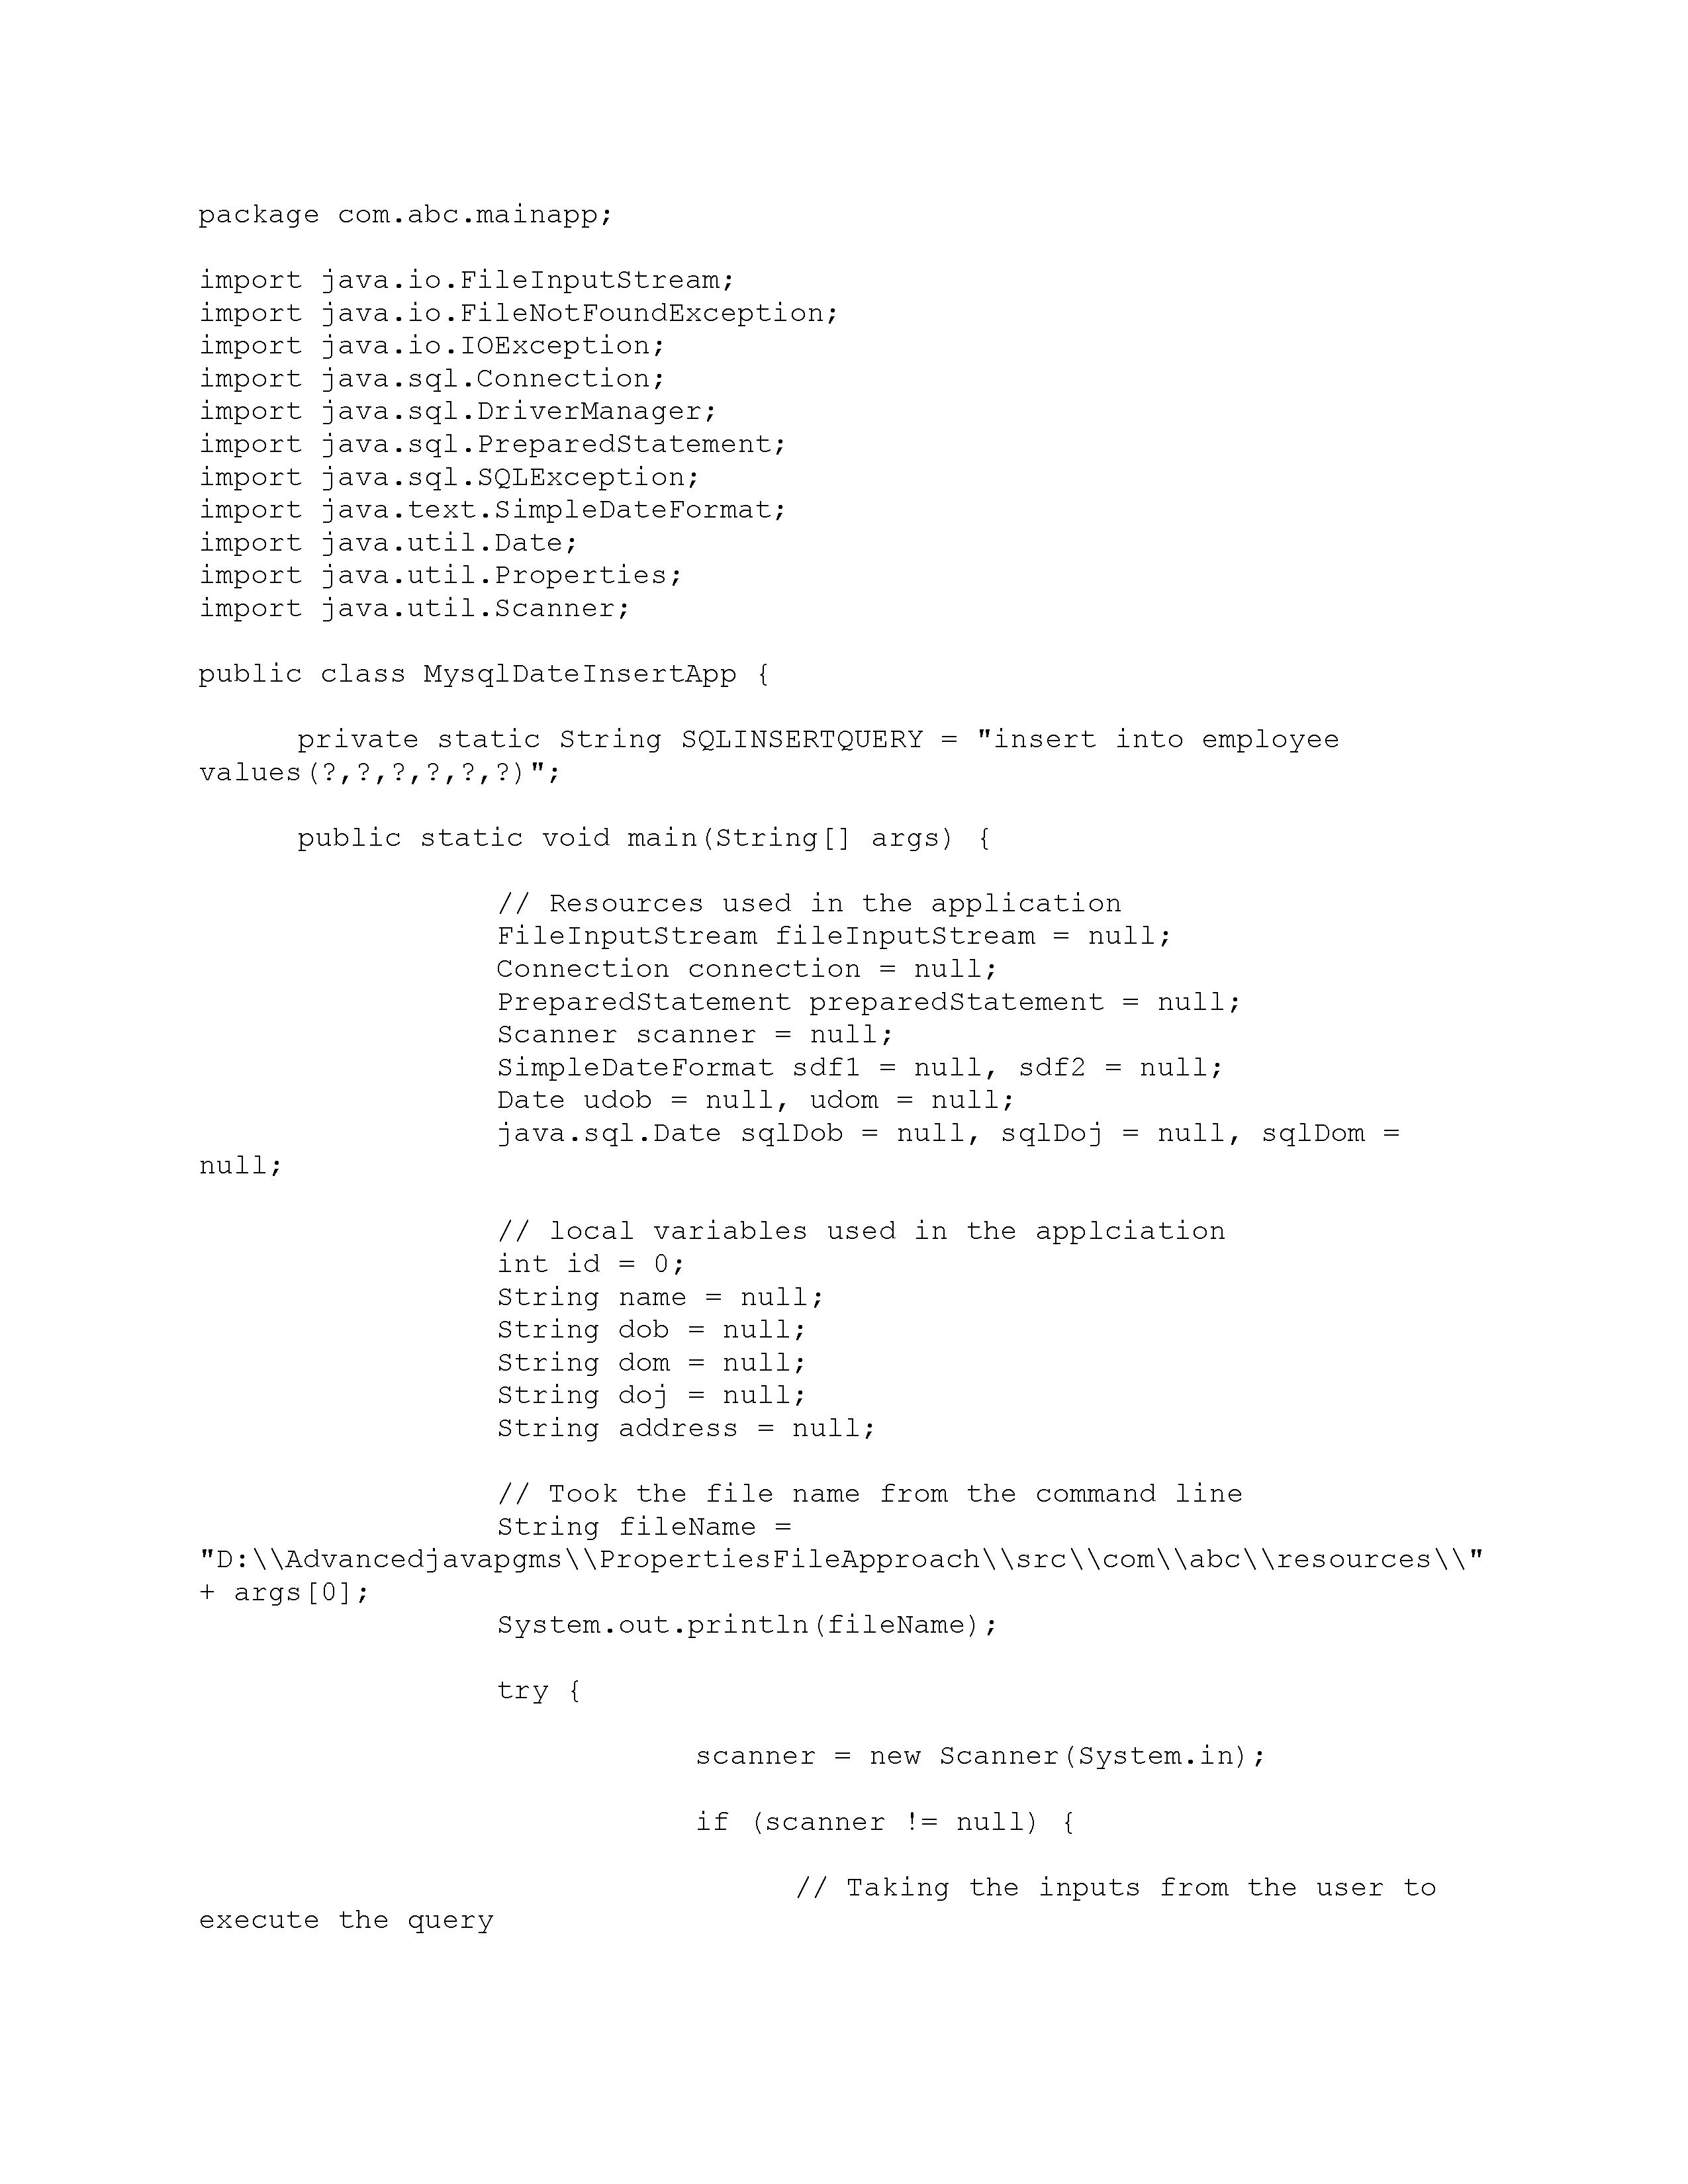 package com.abc.mainapp;
import java.io.FileInputStream;
import java.io.FileNotFoundException;
import java.io.IOException;
import java.sql.Connection;
import java.sql.DriverManager;
import java.sql.PreparedStatement;
import java.sql.SQLException;
import java.text.SimpleDateFormat;
import java.util.Date;
import java.util.Properties;
import java.util.Scanner;
public class MysqlDateInsertApp {
private static String SQLINSERTQUERY = "insert into employee
values(?,?,?,?,?,?)";
public static void main(String[] args) {
// Resources used in the application
FileInputStream fileInputStream = null;
Connection connection = null;
PreparedStatement preparedStatement = null;
Scanner scanner = null;
SimpleDateFormat sdf1 = null, sdf2 = null;
Date udob = null, udom = null;
java.sql.Date sqlDob = null, sqlDoj = null, sqlDom =
null;
// local variables used in the applciation
int id = 0;
String name = null;
String dob = null;
String dom = null;
String doj = null;
String address = null;
// Took the file name from the command line
String fileName =
"D:\\Advancedjavapgms\\PropertiesFileApproach\\src\\com\\abc\\resources\\"
+ args[0];
System.out.println(fileName);
try {
scanner = new Scanner(System.in);
if (scanner != null) {
// Taking the inputs from the user to
execute the query